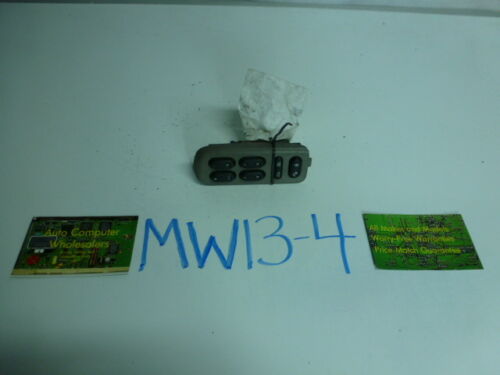 Auto Computer
Wholesalers
MW13-4
All Makes and Models
Worry-Free Warranties
Price Match Guarantee